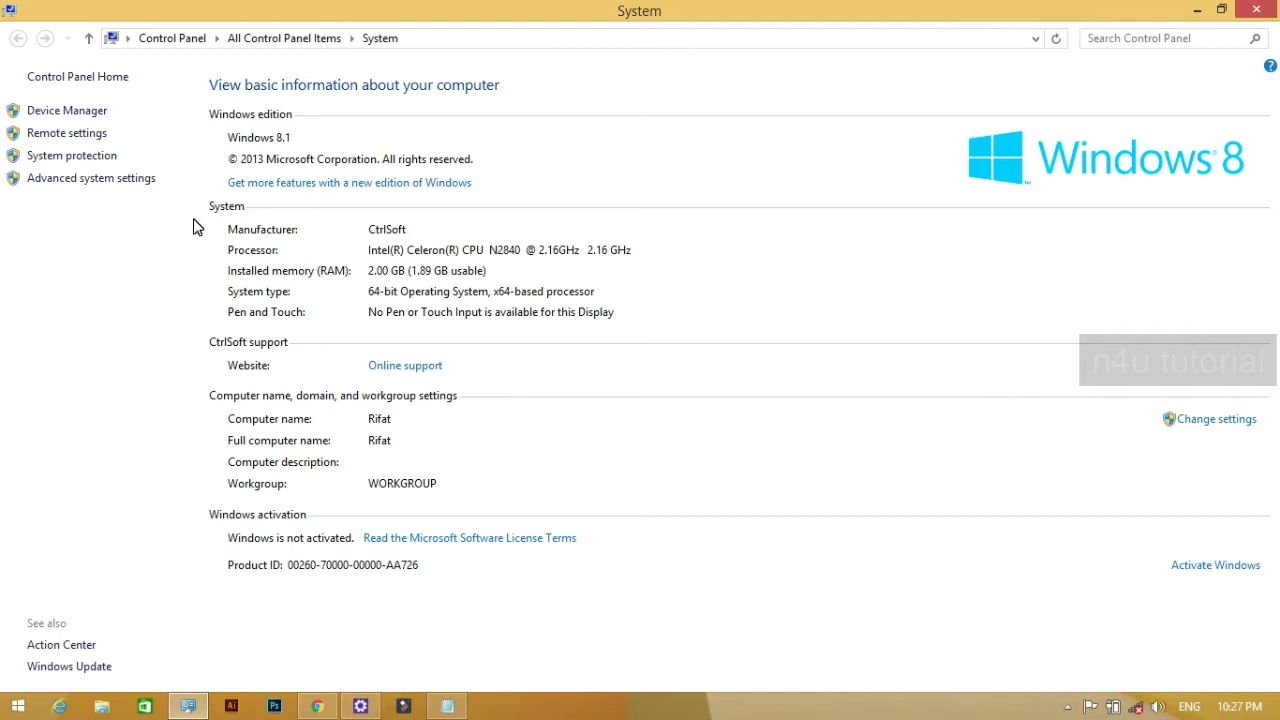 System
Control Panel
All Control Panel Items
System
Search Control Panel
Control Panel Home
Device Manager
Remote settings
System protection
Advanced system settings
View basic information about your computer
Windows edition
Windows 8.1
© 2013 Microsoft Corporation. All rights reserved.
Get more features with a new edition of Windows
Windows® 8
System
Manufacturer: CtrlSoft
Processor: Intel(R) Celeron(R) CPU N2840 @ 2.16GHz 2.16 GHz
Installed memory (RAM): 2.00 GB (1.89 GB usable)
System type: 64-bit Operating System, x64-based processor
Pen and Touch: No Pen or Touch Input is available for this Display
CtrlSoft support
Website: Online support
n4u tutorial
Computer name, domain, and workgroup settings
Computer name: Rifat
Change settings
Full computer name: Rifat
Computer description:
Workgroup: WORKGROUP
Windows activation
Windows is not activated. Read the Microsoft Software License Terms
Product ID: 00260-70000-00000-AA726
Activate Windows
See also
Action Center
Windows Update
Ai
Ps
ENG
10:27 PM